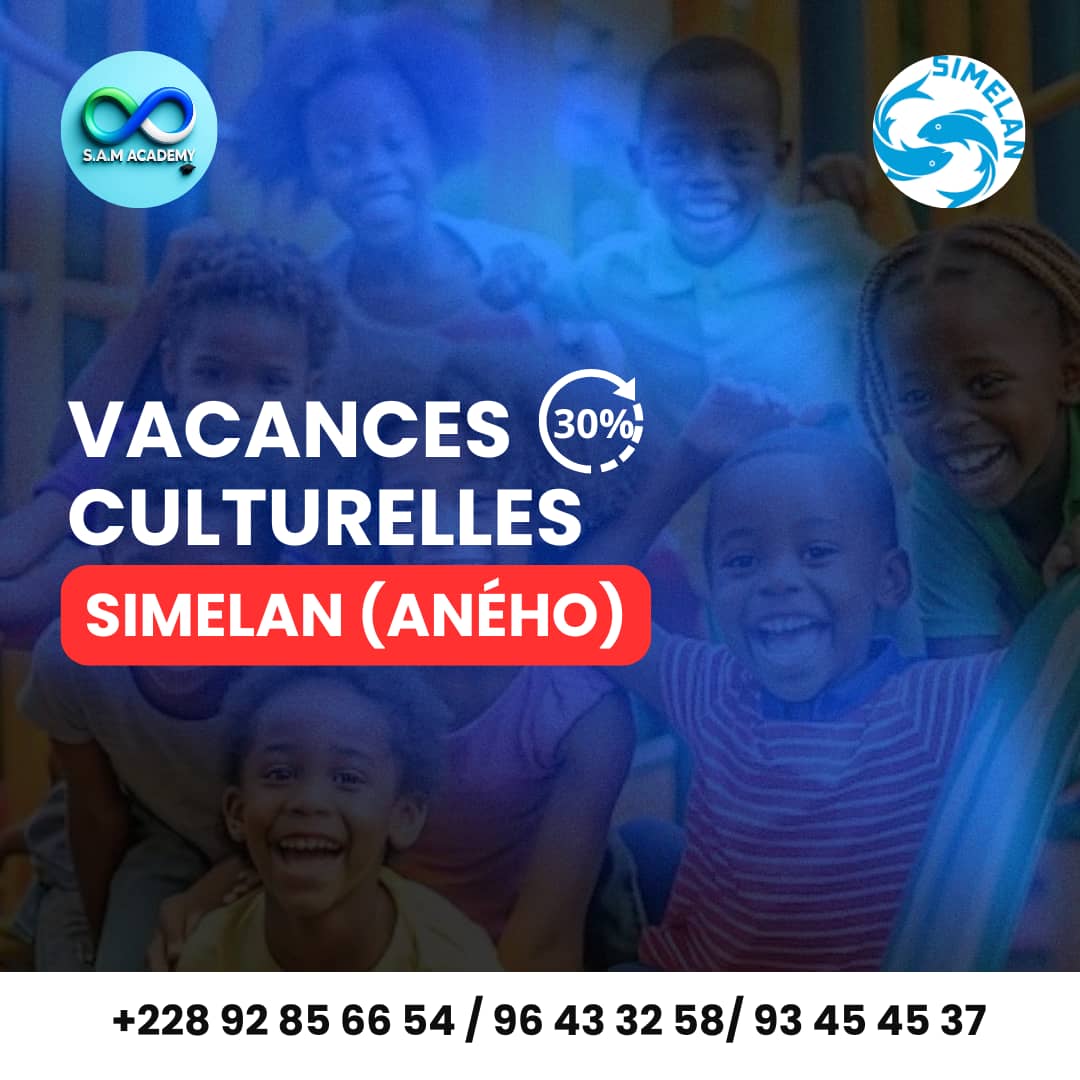 S.A.M ACADEMY
SIMELAN
VACANCES
30%
CULTURELLES
SIMELAN (ANÉHO)
+228 92 85 66 54 / 96 43 32 58/ 93 45 45 37